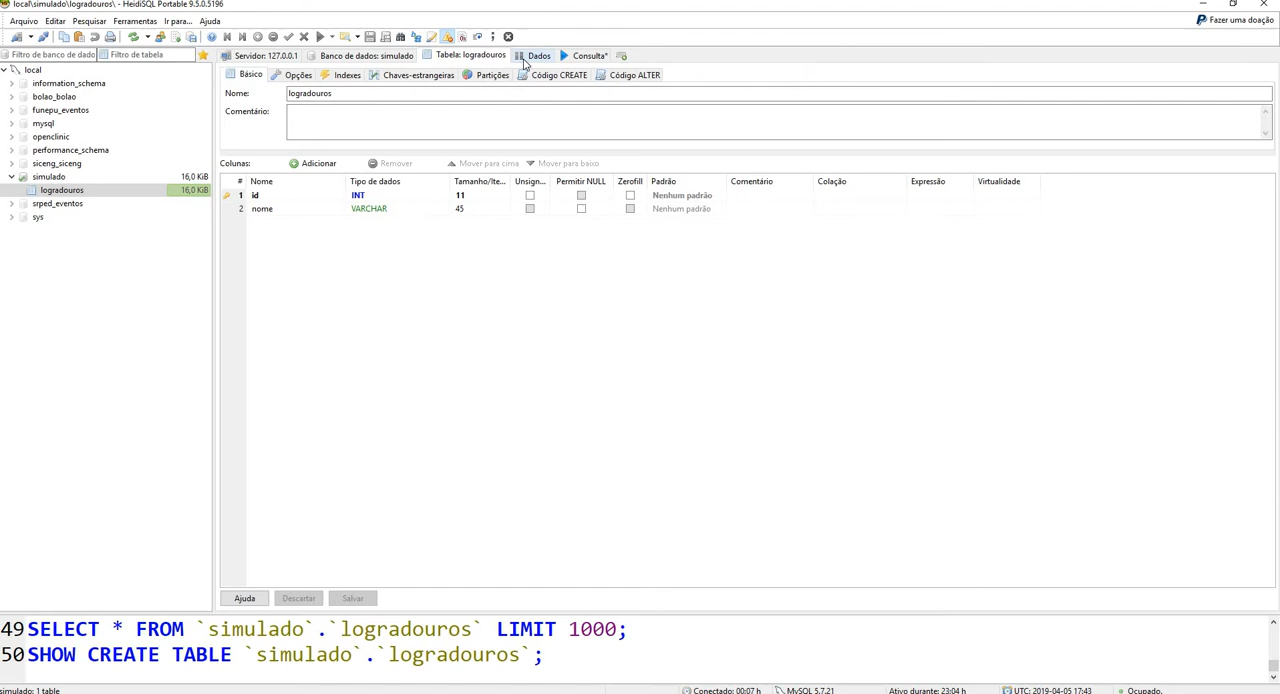 local\simulado\logradouros\ - HeidiSQL Portable 9.5.0.5196
Arquivo Editar Pesquisar Ferramentas Ir para... Ajuda
Fazer uma doação
Filtro de banco de dado Filtro de tabela
Servidor: 127.0.0.1 Banco de dados: simulado Tabela: logradouros Dados Consulta*
local
information_schema
bolao_bolao
funepu_eventos
mysql
openclinic
performance_schema
siceng_siceng
simulado 16,0 KiB
logradouros 16,0 KiB
srped_eventos
sys
Básico Opções Indexes Chaves-estrangeiras Partições Código CREATE Código ALTER
Nome: logradouros
Comentário:
Colunas: Adicionar Remover Mover para cima Mover para baixo
# Nome Tipo de dados Tamanho/Ite... Unsign... Permitir NULL Zerofill Padrão Comentário Colação Expressão Virtualidade
1 id INT 11 Nenhum padrão
2 nome VARCHAR 45 Nenhum padrão
Ajuda Descartar Salvar
49 SELECT * FROM `simulado`.`logradouros` LIMIT 1000;
50 SHOW CREATE TABLE `simulado`.`logradouros`;
simulado: 1 table Conectado: 00:07 h MySQL 5.7.21 Ativo durante: 23:04 h UTC: 2019-04-05 17:43 Ocupado.